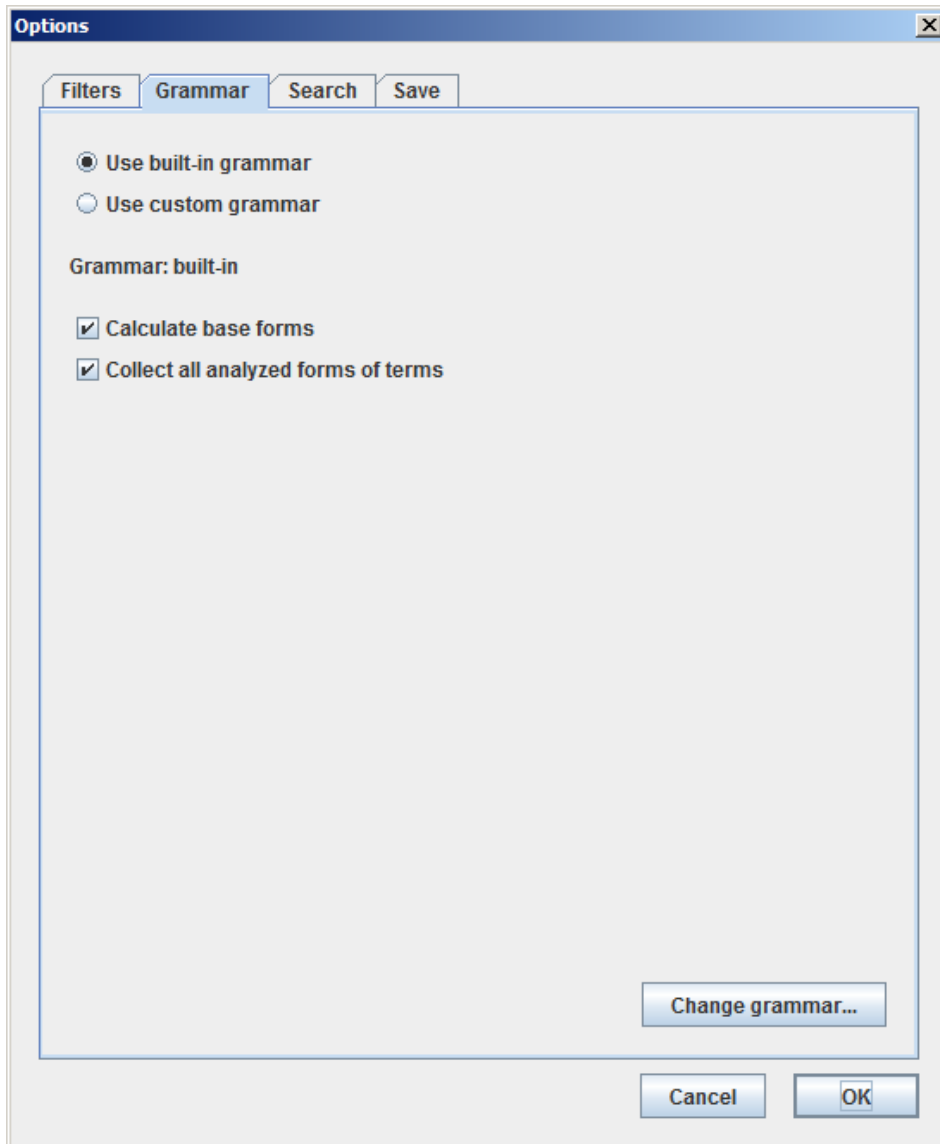 Options
Filters Grammar Search Save
Use built-in grammar
Use custom grammar
Grammar: built-in
Calculate base forms
Collect all analyzed forms of terms
Change grammar...
Cancel OK